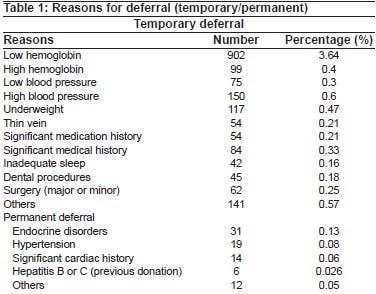 Table 1: Reasons for deferral (temporary/permanent)
Temporary deferral
Reasons Number Percentage (%)
Low hemoglobin 902 3.64
High hemoglobin 99 0.4
Low blood pressure 75 0.3
High blood pressure 150 0.6
Underweight 117 0.47
Thin vein 54 0.21
Significant medication history 54 0.21
Significant medical history 84 0.33
Inadequate sleep 42 0.16
Dental procedures 45 0.18
Surgery (major or minor) 62 0.25
Others 141 0.57
Permanent deferral
Endocrine disorders 31 0.13
Hypertension 19 0.08
Significant cardiac history 14 0.06
Hepatitis B or C (previous donation) 6 0.026
Others 12 0.05